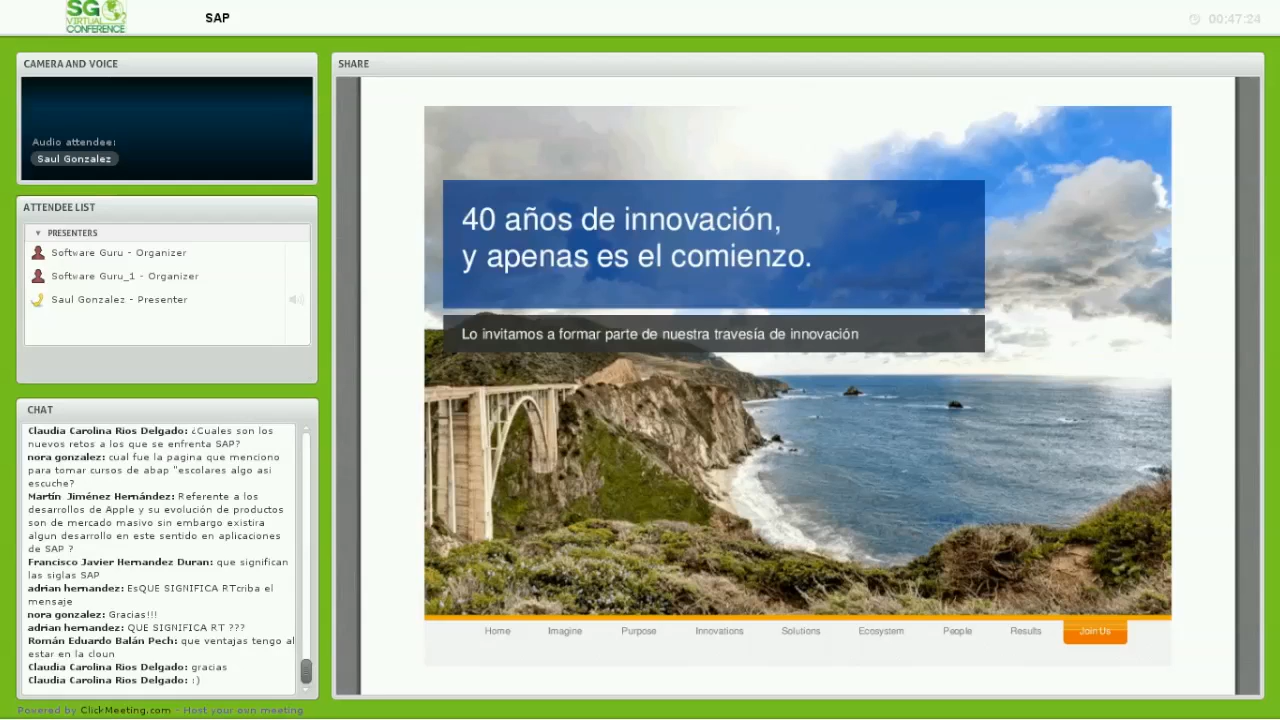 SG
VIRTUAL
CONFERENCE
SAP
00:47:24
CAMERA AND VOICE
Audio attendee:
Saul Gonzalez
ATTENDEE LIST
PRESENTERS
Software Guru - Organizer
Software Guru_1 - Organizer
Saul Gonzalez - Presenter
CHAT
Claudia Carolina Rios Delgado: ¿Cuales son los
nuevos retos a los que se enfrenta SAP?
nora gonzalez: cual fue la pagina que menciono
para tomar cursos de abap "escolares algo asi
escuche?
Martín Jiménez Hernández: Referente a los
desarrollos de Apple y su evolución de productos
son de mercado masivo sin embargo existira
algun desarrollo en este sentido en aplicaciones
de SAP ?
Francisco Javier Hernandez Duran: que significan
las siglas SAP
adrian hernandez: EsQUE SIGNIFICA RTcriba el
mensaje
nora gonzalez: Gracias!!!
adrian hernandez: QUE SIGNIFICA RT ???
Román Eduardo Balán Pech: que ventajas tengo al
estar en la cloun
Claudia Carolina Rios Delgado: gracias
Claudia Carolina Rios Delgado: :)
Powered by ClickMeeting.com - Host your own meeting
SHARE
40 años de innovación,
y apenas es el comienzo.
Lo invitamos a formar parte de nuestra travesía de innovación
Home Imagine Purpose Innovations Solutions Ecosystem People Results Join Us